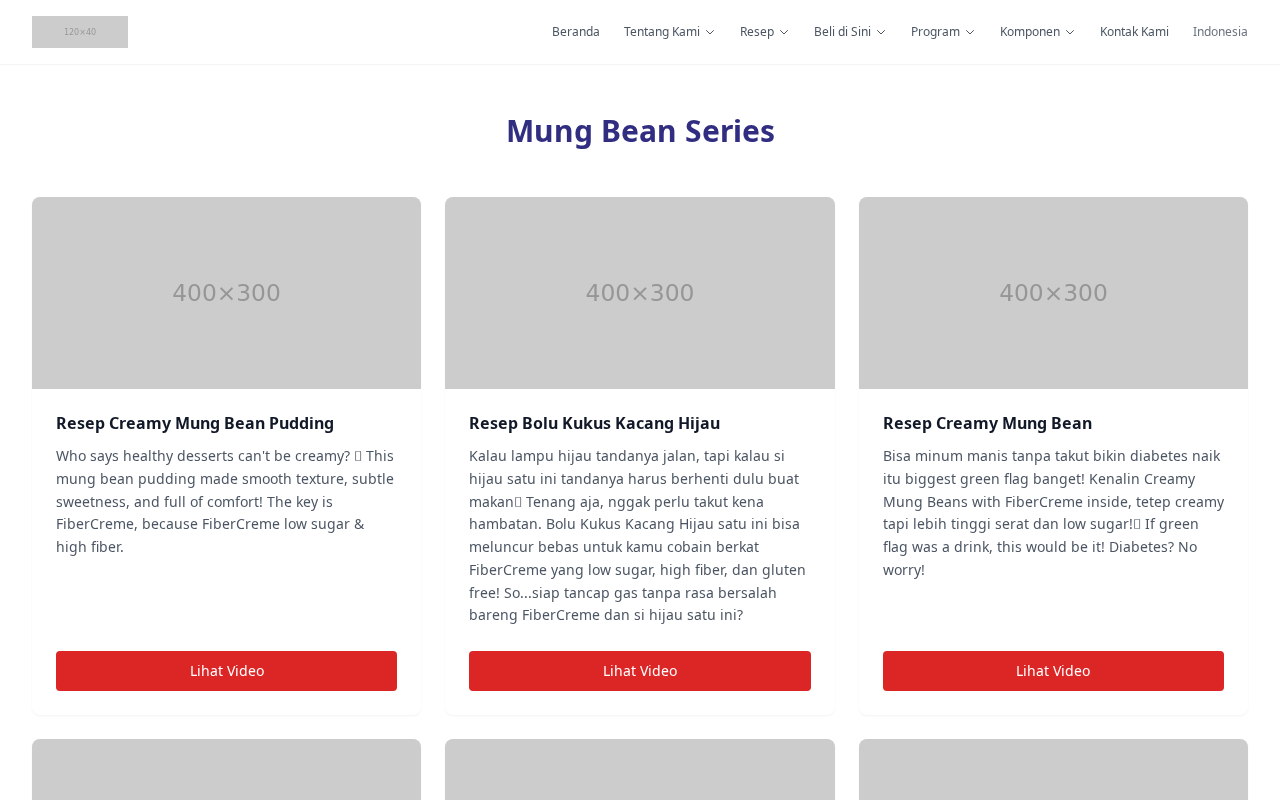 120×40
Beranda
Tentang Kami
Resep
Beli di Sini
Program
Komponen
Kontak Kami
Indonesia
Mung Bean Series
400×300
400×300
400×300
Resep Creamy Mung Bean Pudding
Who says healthy desserts can't be creamy? This
mung bean pudding made smooth texture, subtle
sweetness, and full of comfort! The key is
FiberCreme, because FiberCreme low sugar &
high fiber.
Lihat Video
Resep Bolu Kukus Kacang Hijau
Kalau lampu hijau tandanya jalan, tapi kalau si
hijau satu ini tandanya harus berhenti dulu buat
makan Tenang aja, nggak perlu takut kena
hambatan. Bolu Kukus Kacang Hijau satu ini bisa
meluncur bebas untuk kamu cobain berkat
FiberCreme yang low sugar, high fiber, dan gluten
free! So...siap tancap gas tanpa rasa bersalah
bareng FiberCreme dan si hijau satu ini?
Lihat Video
Resep Creamy Mung Bean
Bisa minum manis tanpa takut bikin diabetes naik
itu biggest green flag banget! Kenalin Creamy
Mung Beans with FiberCreme inside, tetep creamy
tapi lebih tinggi serat dan low sugar! If green
flag was a drink, this would be it! Diabetes? No
worry!
Lihat Video